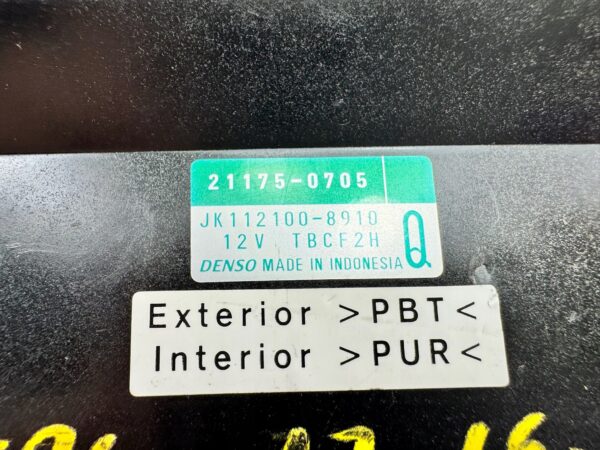 21175-0705
JK112100-8910
12V TBCF2H Q
DENSO MADE IN INDONESIA
Exterior >PBT<
Interior >PUR<